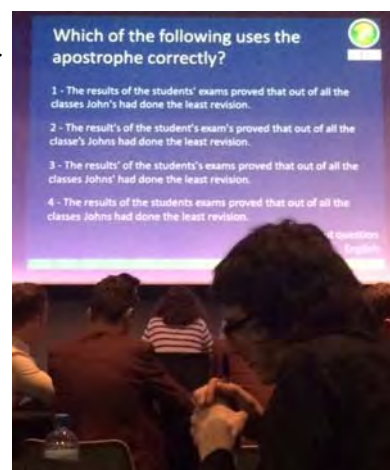 Which of the following uses the
apostrophe correctly?
1 - The results of the students' exams proved that out of all the
classes John's had done the least revision.
2 - The result's of the student's exam's proved that out of all the
classe's Johns had done the least revision.
3 - The results' of the students's exams proved that out of all the
classes Johns' had done the least revision.
4 - The results of the students exams proved that out of all the
classes Johns had done the least revision.
question
English